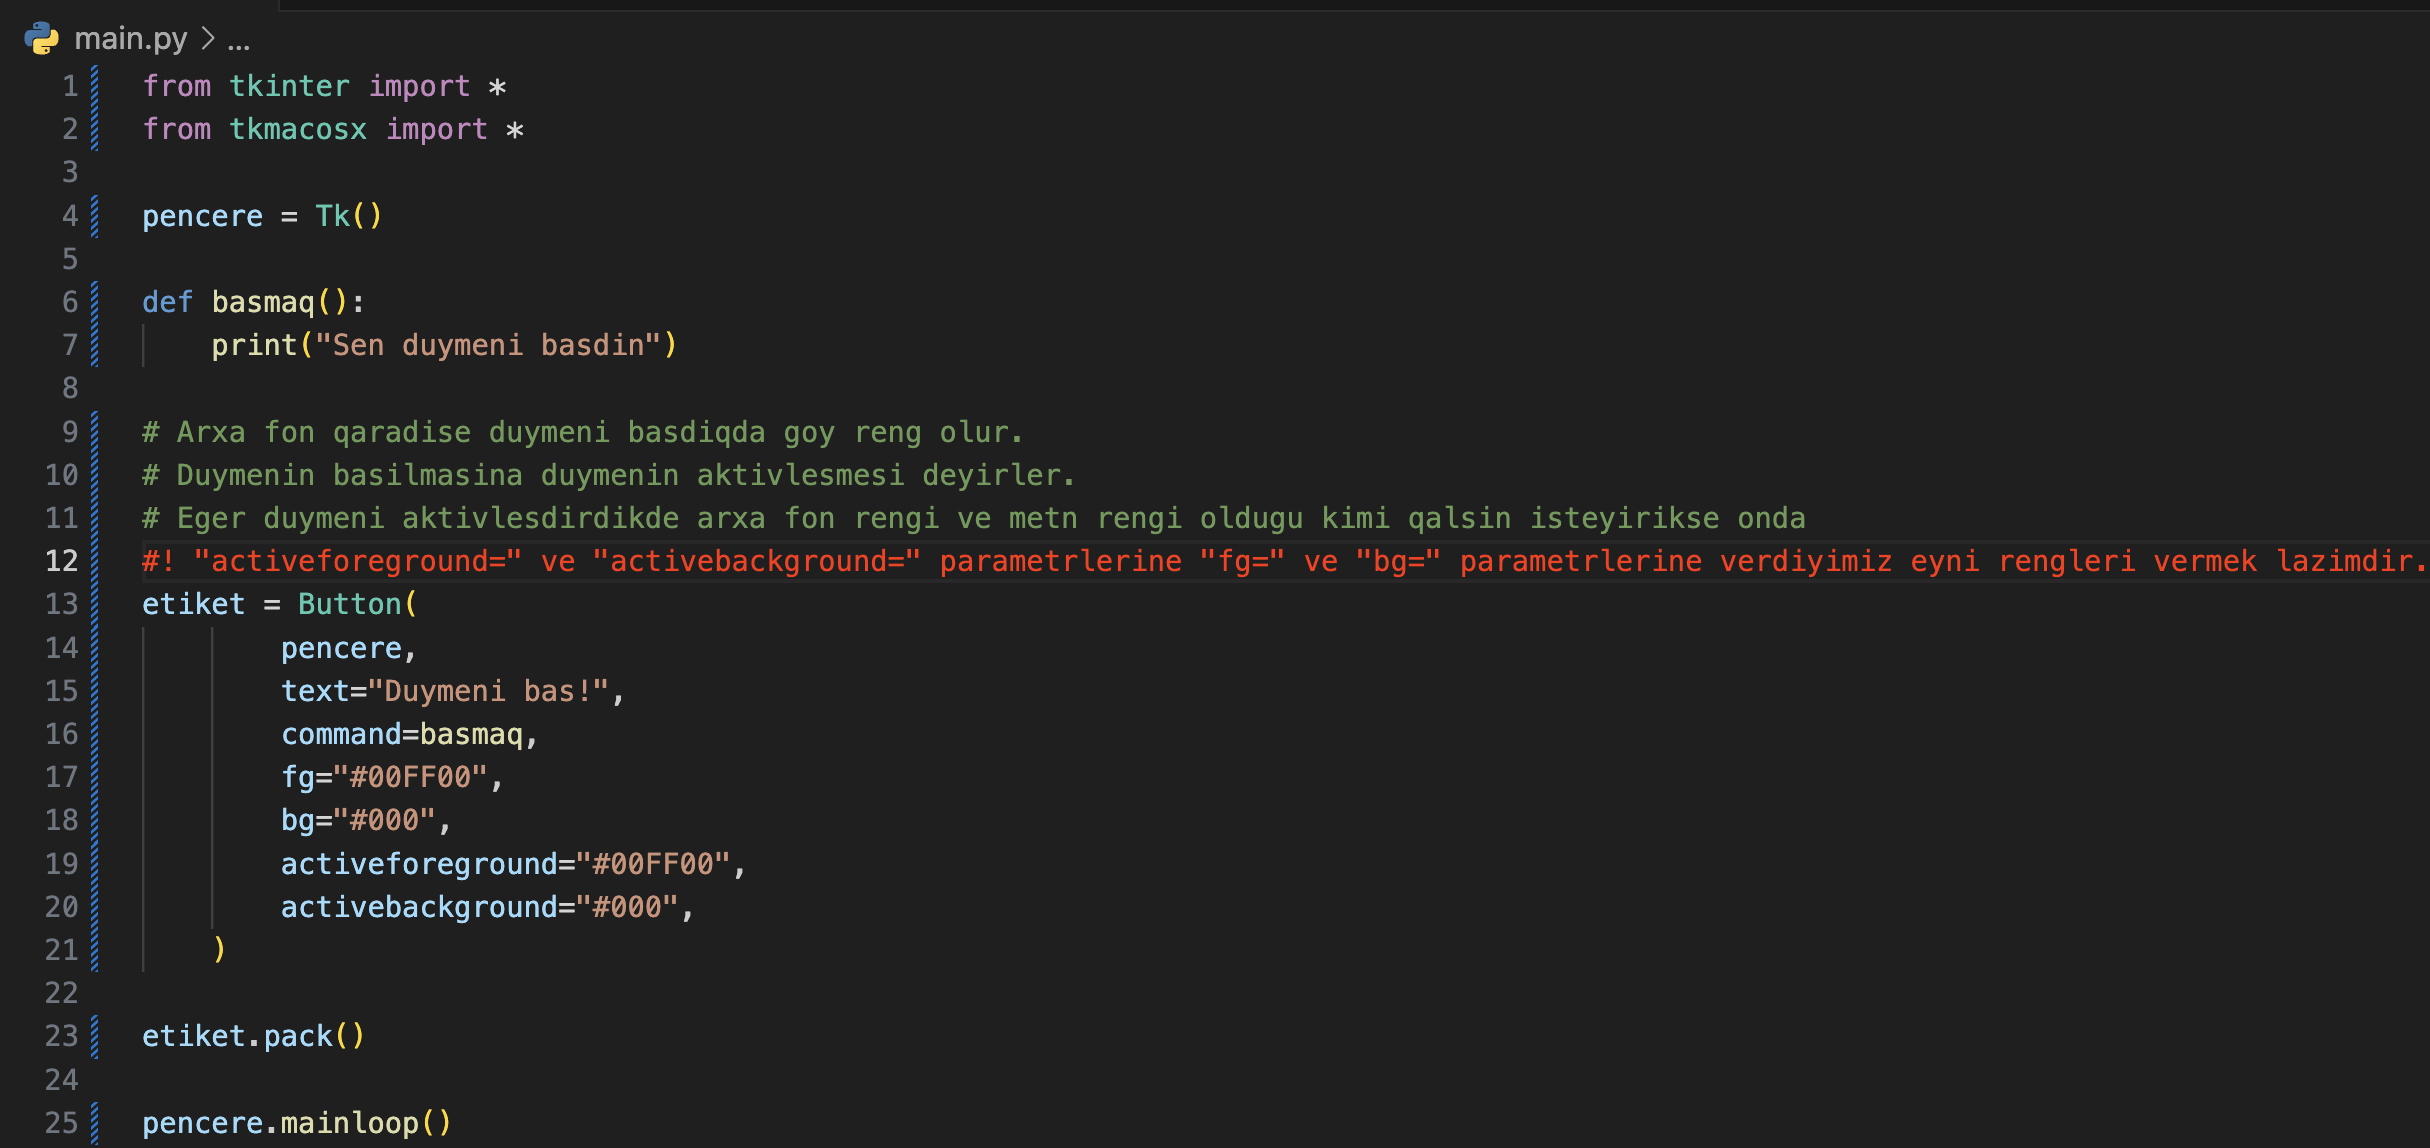 main.py > ...
1 from tkinter import *
2 from tkmacosx import *
3
4 pencere = Tk()
5
6 def basmaq():
7     print("Sen duymeni basdin")
8
9 # Arxa fon qaradise duymeni basdiqda goy reng olur.
10 # Duymenin basilmasina duymenin aktivlesmesi deyirler.
11 # Eger duymeni aktivlesdirdikde arxa fon rengi ve metn rengi oldugu kimi qalsin isteyirikse onda
12 #! "activeforeground=" ve "activebackground=" parametrlerine "fg=" ve "bg=" parametrlerine verdiyimiz eyni rengleri vermek lazimdir.
13 etiket = Button(
14         pencere,
15         text="Duymeni bas!",
16         command=basmaq,
17         fg="#00FF00",
18         bg="#000",
19         activeforeground="#00FF00",
20         activebackground="#000",
21     )
22
23 etiket.pack()
24
25 pencere.mainloop()